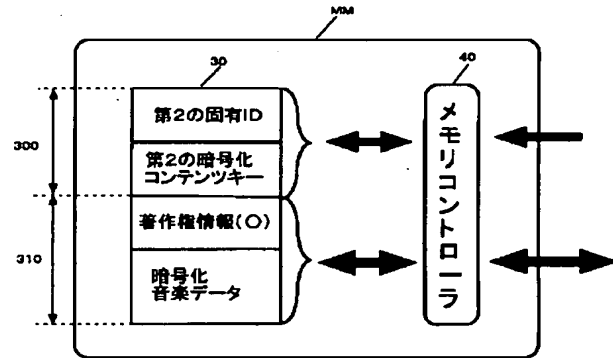 MM
30
40
300
310
第2の固有ID
第2の暗号化
コンテンツキー
著作権情報(〇)
暗号化
音楽データ
メモリコントローラ